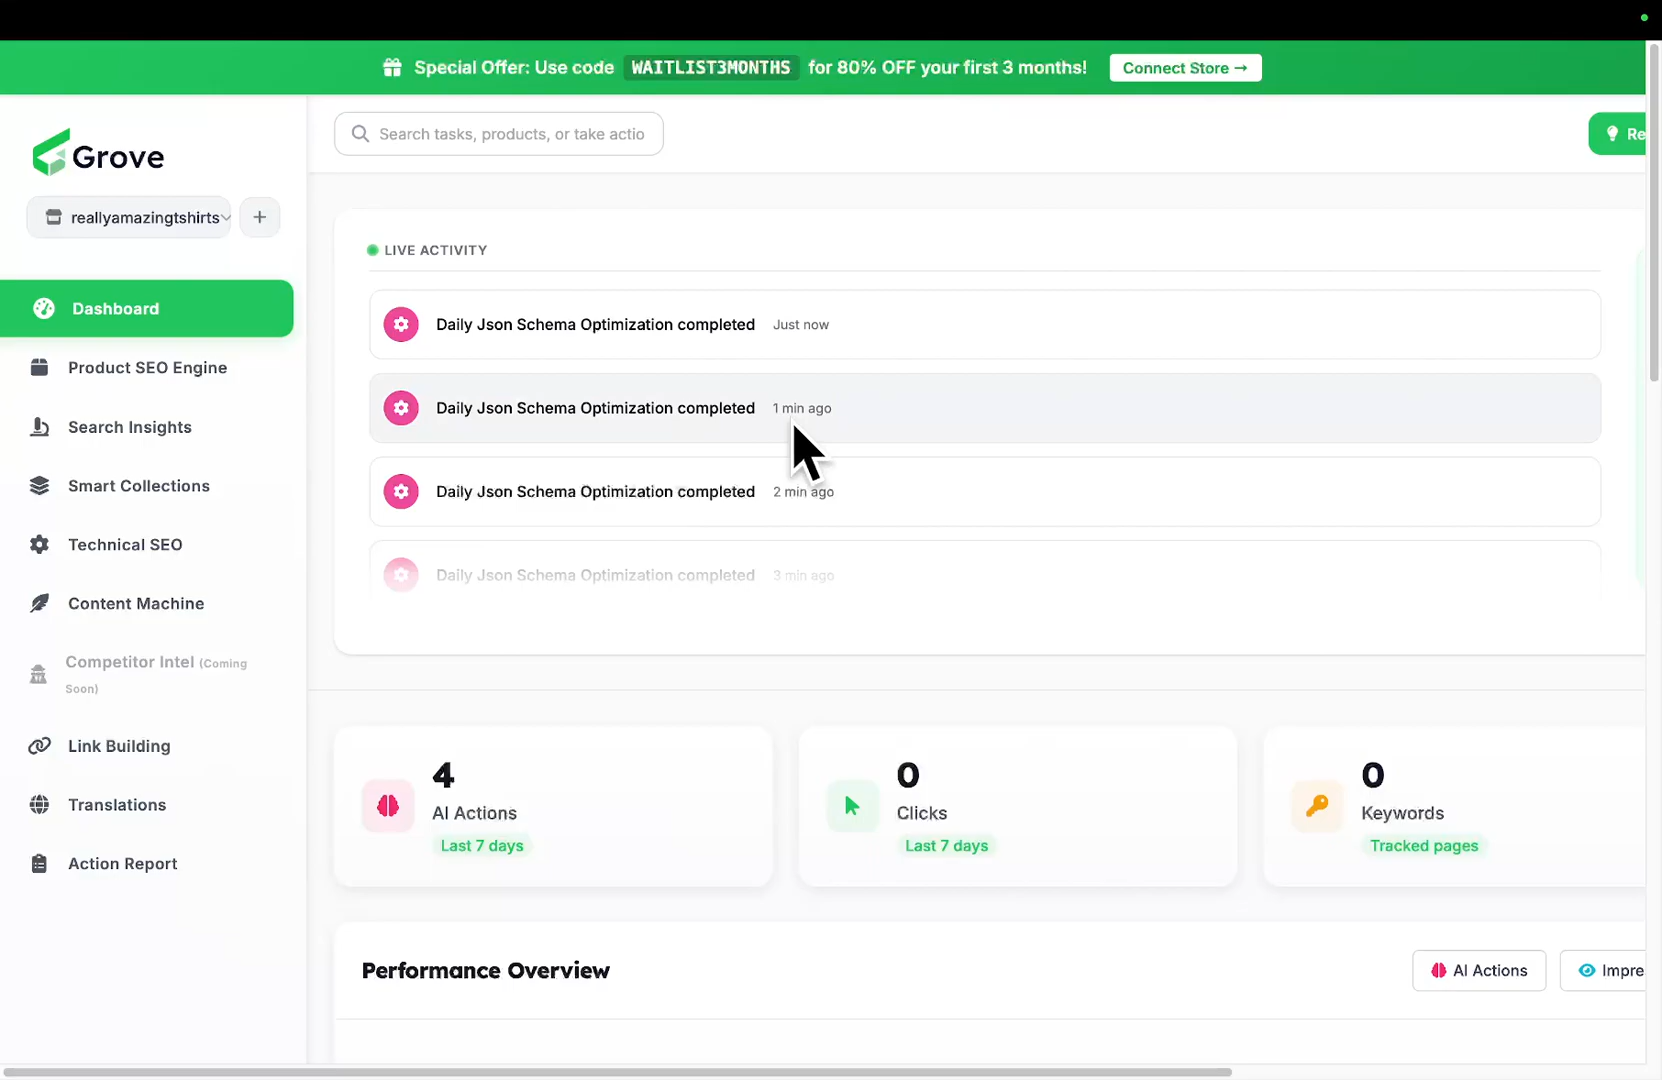 Special Offer: Use code WAITLIST3MONTHS for 80% OFF your first 3 months! Connect Store →
Grove
Search tasks, products, or take actio
Re
reallyamazingtshirts
+
LIVE ACTIVITY
Dashboard
Daily Json Schema Optimization completed Just now
Product SEO Engine
Daily Json Schema Optimization completed 1 min ago
Search Insights
Smart Collections
Daily Json Schema Optimization completed 2 min ago
Technical SEO
Daily Json Schema Optimization completed 3 min ago
Content Machine
Competitor Intel (Coming
Soon)
Link Building
Translations
Action Report
4
AI Actions
Last 7 days
0
Clicks
Last 7 days
0
Keywords
Tracked pages
Performance Overview
AI Actions
Impre